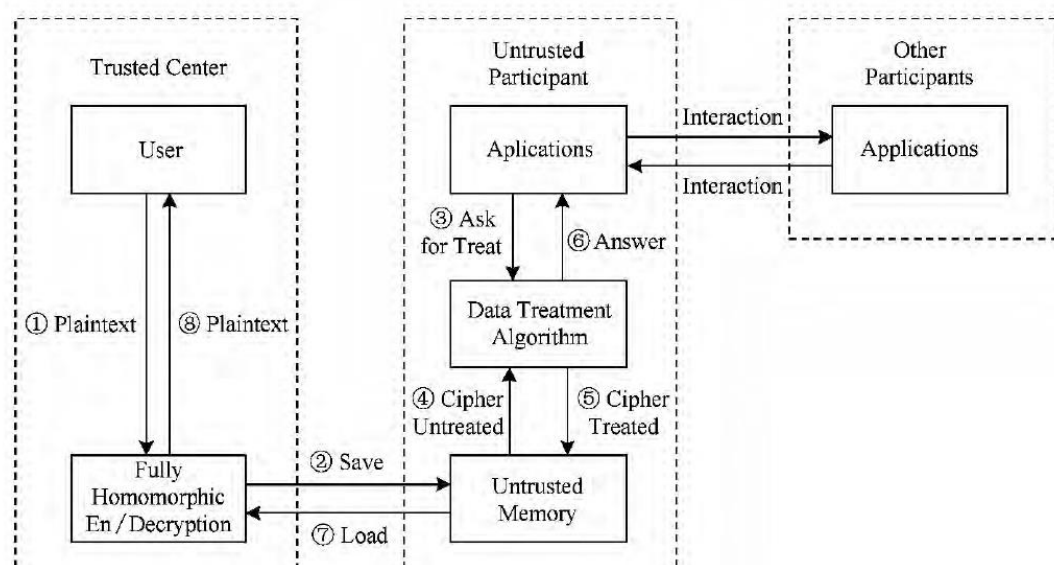 Trusted Center
User
① Plaintext
⑧ Plaintext
Fully
Homomorphic
En/Decryption
② Save
⑦ Load
Untrusted
Participant
Aplications
③ Ask
for Treat
⑥ Answer
Data Treatment
Algorithm
④ Cipher
Untreated
⑤ Cipher
Treated
Untrusted
Memory
Interaction
Interaction
Other
Participants
Applications